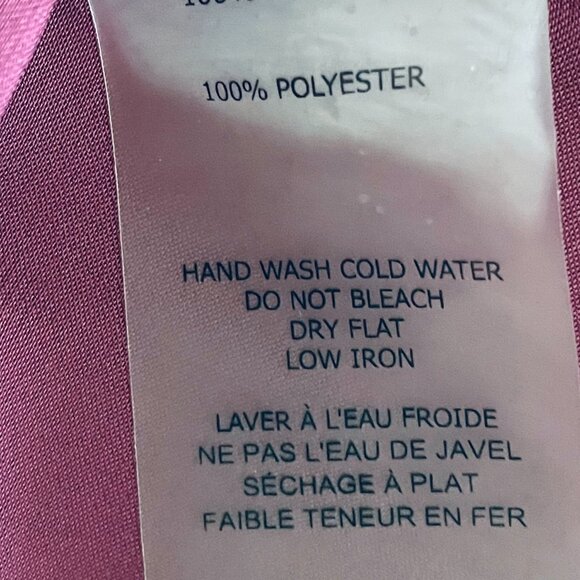 100% POLYESTER
HAND WASH COLD WATER
DO NOT BLEACH
DRY FLAT
LOW IRON
LAVER À L'EAU FROIDE
NE PAS L'EAU DE JAVEL
SÉCHAGE À PLAT
FAIBLE TENEUR EN FER